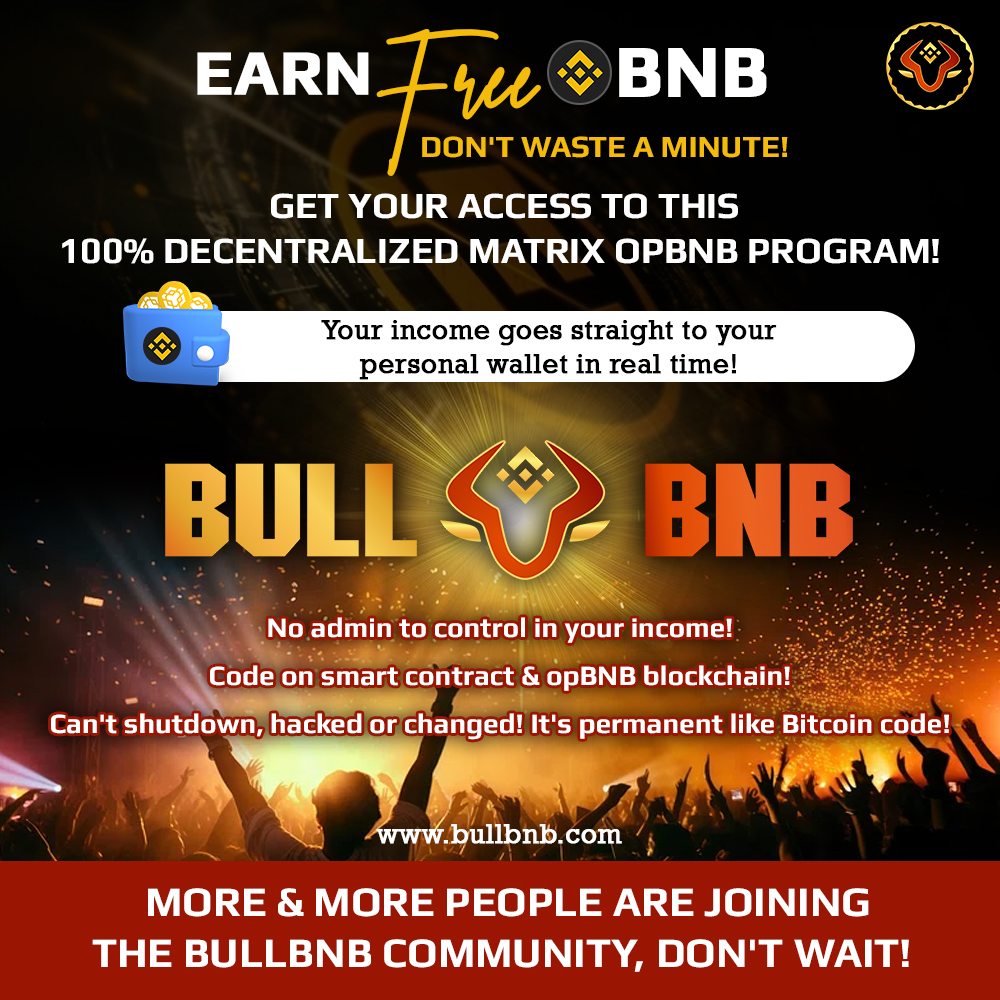 EARN Free BNB
DON'T WASTE A MINUTE!
GET YOUR ACCESS TO THIS
100% DECENTRALIZED MATRIX OPBNB PROGRAM!
Your income goes straight to your
personal wallet in real time!
BULL BNB
No admin to control in your income!
Code on smart contract & opBNB blockchain!
Can't shutdown, hacked or changed! It's permanent like Bitcoin code!
www.bullbnb.com
MORE & MORE PEOPLE ARE JOINING
THE BULLBNB COMMUNITY, DON'T WAIT!